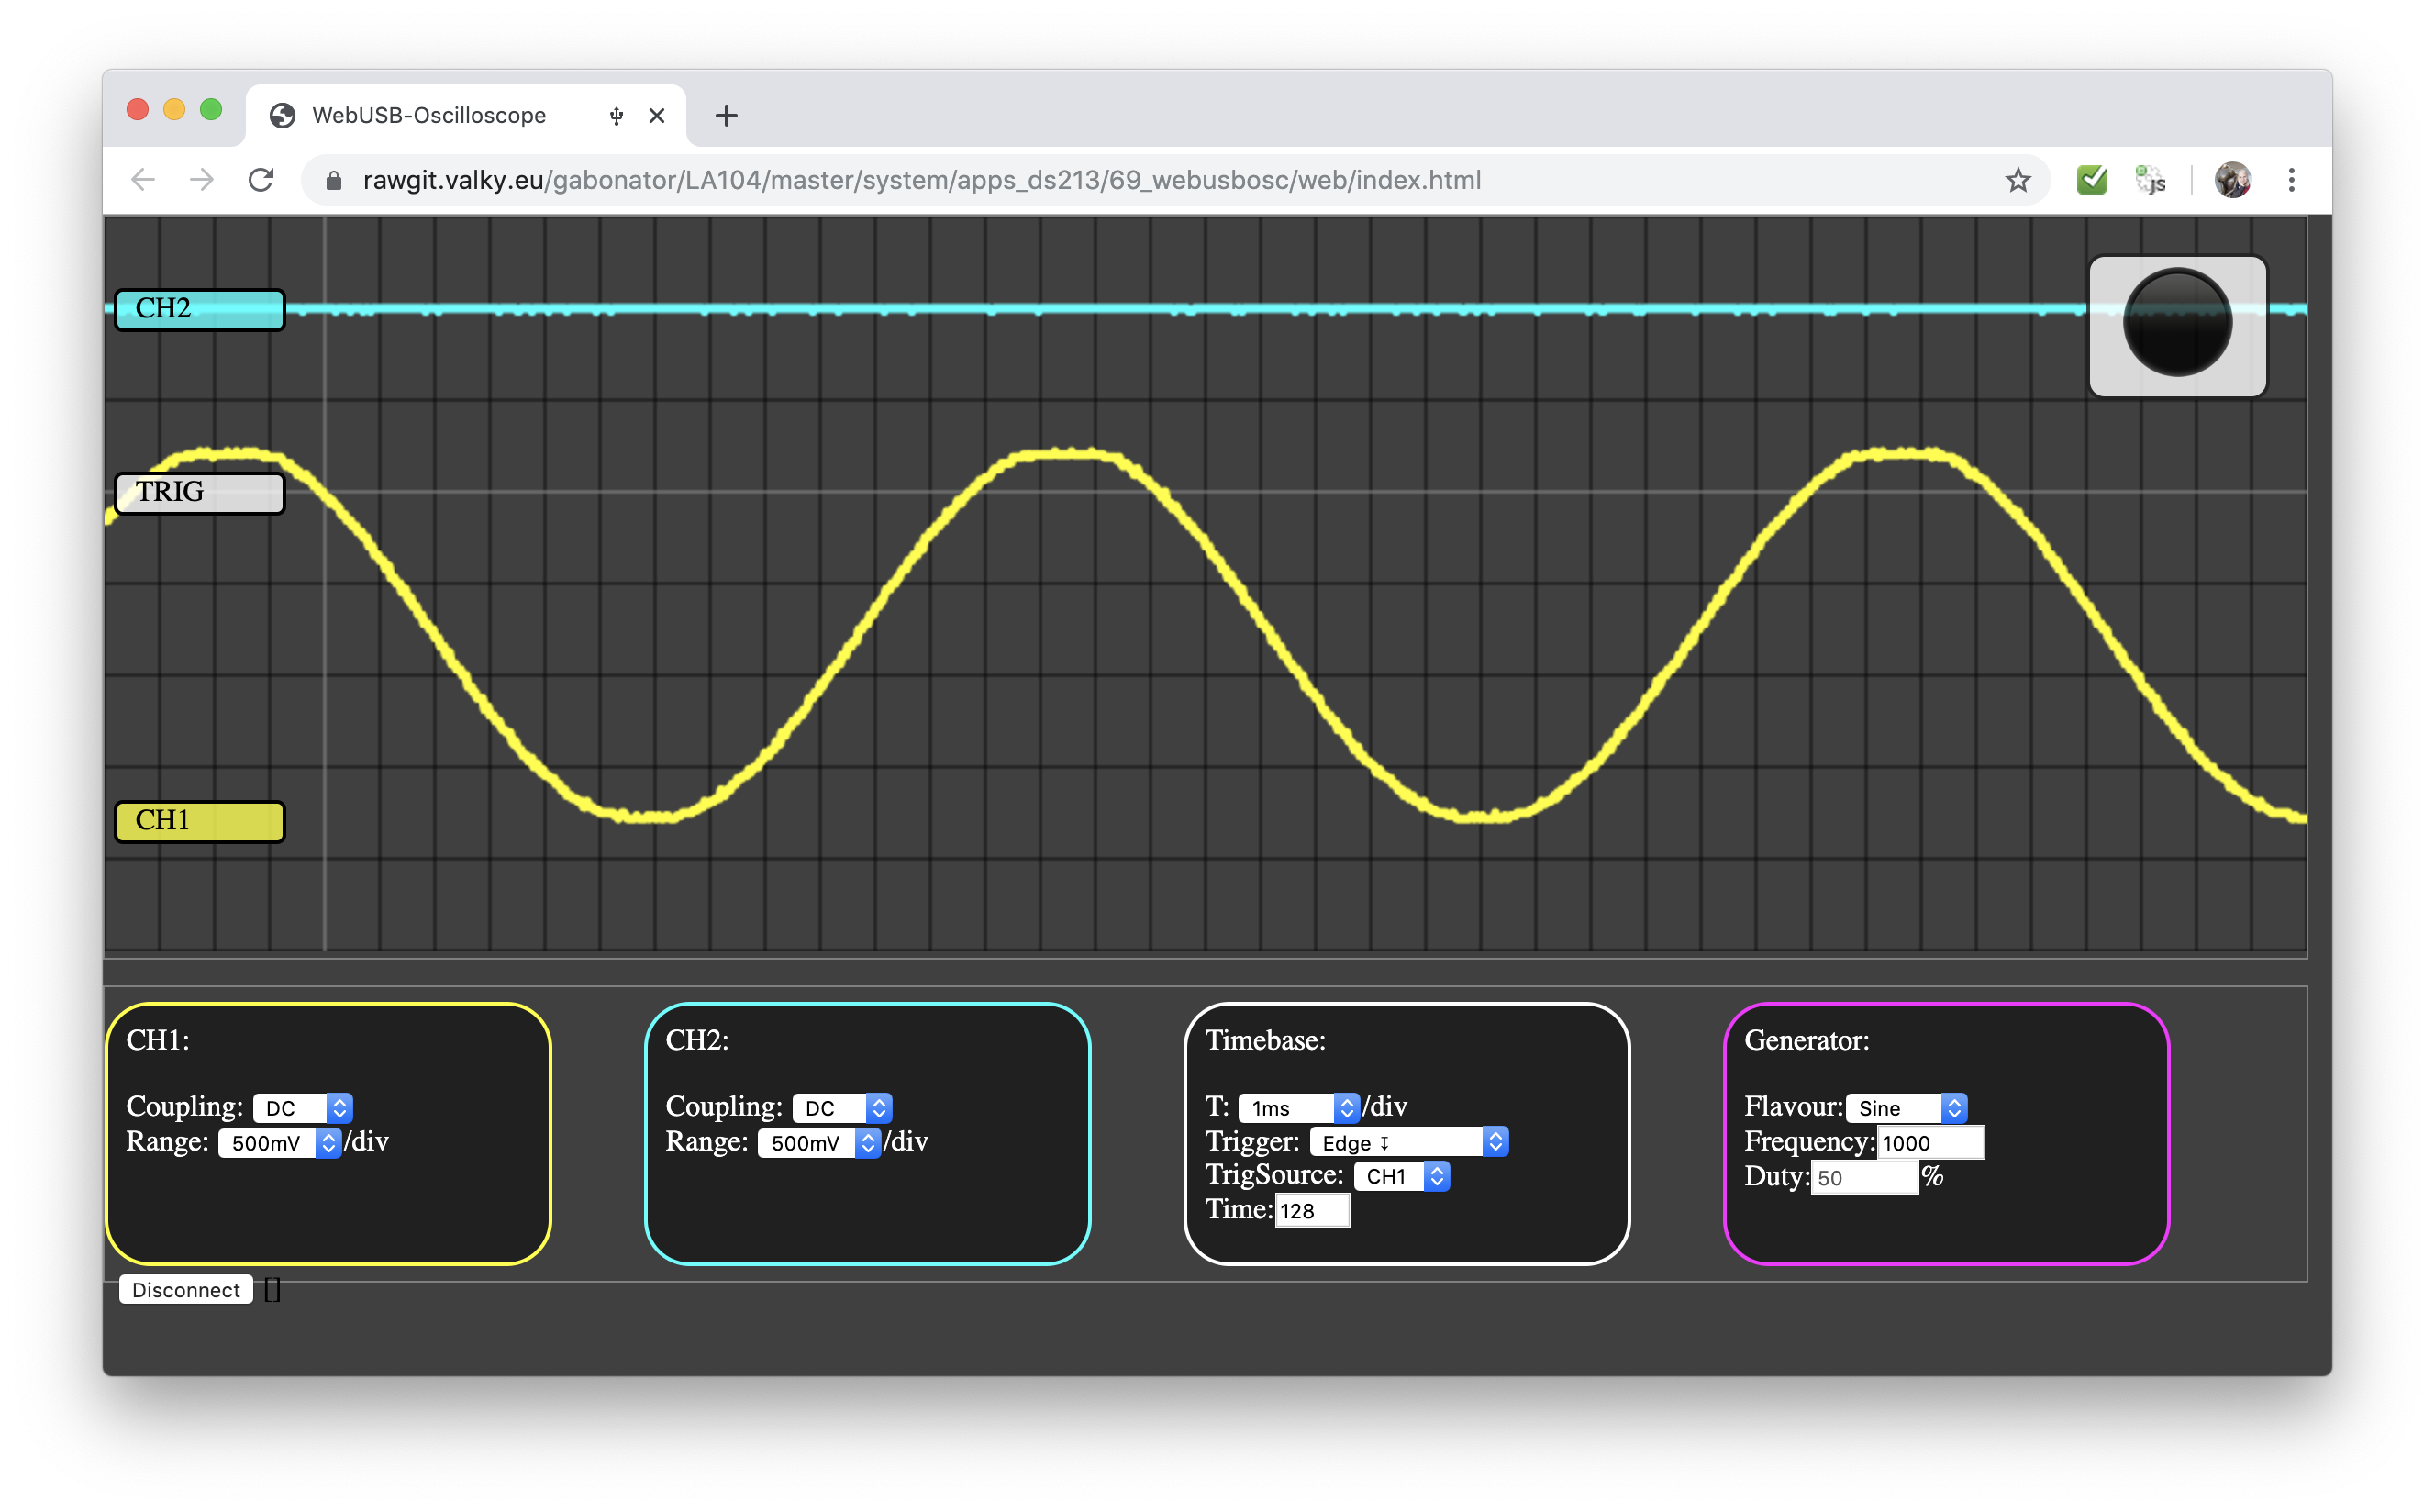 WebUSB-Oscilloscope
rawgit.valky.eu/gabonator/LA104/master/system/apps_ds213/69_webusbosc/web/index.html
js
CH2
TRIG
CH1
CH1:
Coupling: DC
Range: 500mV /div
CH2:
Coupling: DC
Range: 500mV /div
Timebase:
T: 1ms /div
Trigger: Edge ↧
TrigSource: CH1
Time: 128
Generator:
Flavour: Sine
Frequency: 1000
Duty: 50 %
Disconnect []